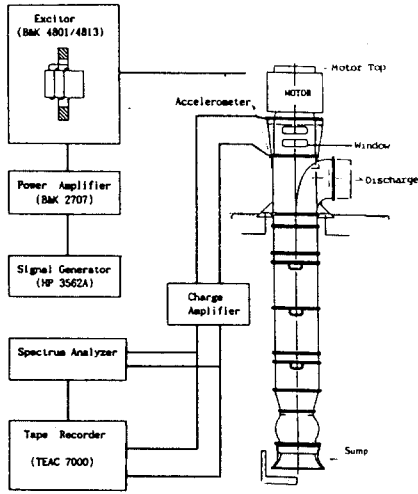 Excitor
(B&K 4801/4813)
Motor Top
MOTOR
Accelerometer
Window
Power Amplifier
(B&K 2707)
Discharge
Signal Generator
(HP 3562A)
Charge
Amplifier
Spectrum Analyzer
Tape Recorder
(TEAC 7000)
Sump